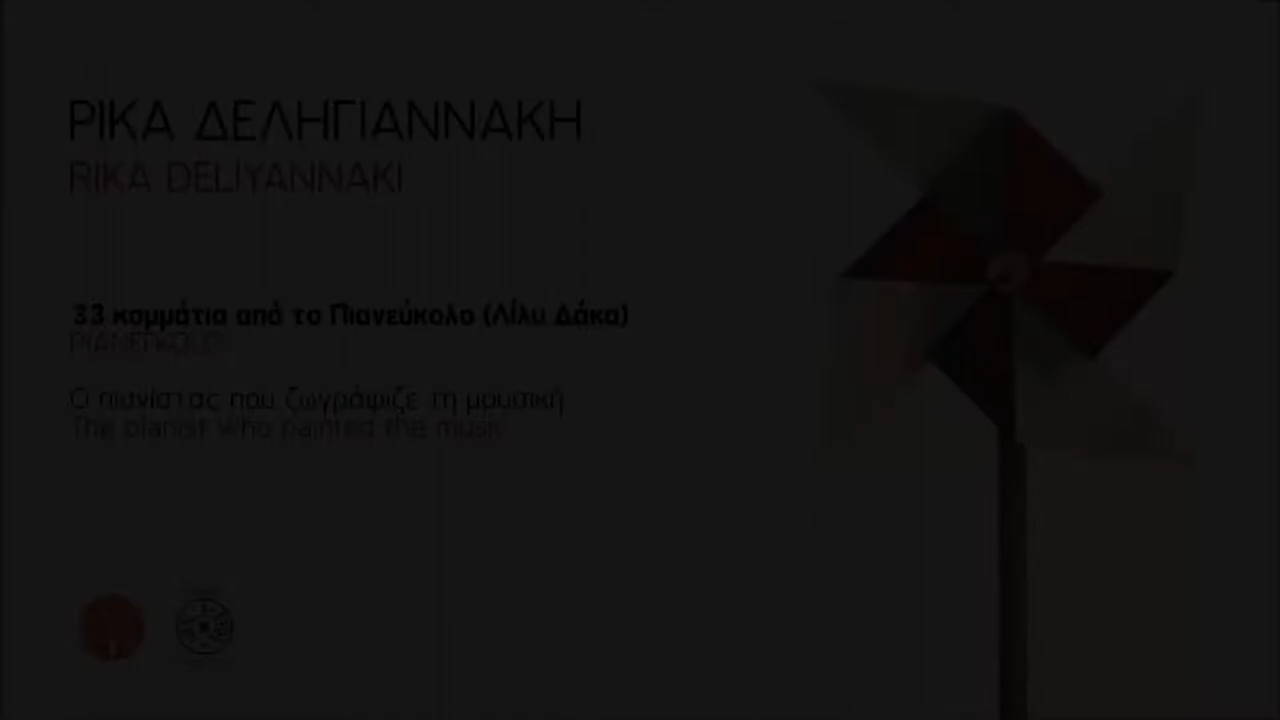 ΡΙΚΑ ΔΕΛΗΓΙΑΝΝΑΚΗ
RIKA DELIYANNAKI
33 κομμάτια από το Πιανεύκολο (Λίλυ Δάκα)
PIANEFKOLO
Ο πιανίστας που ζωγράφιζε τη μουσική
The pianist who painted the music